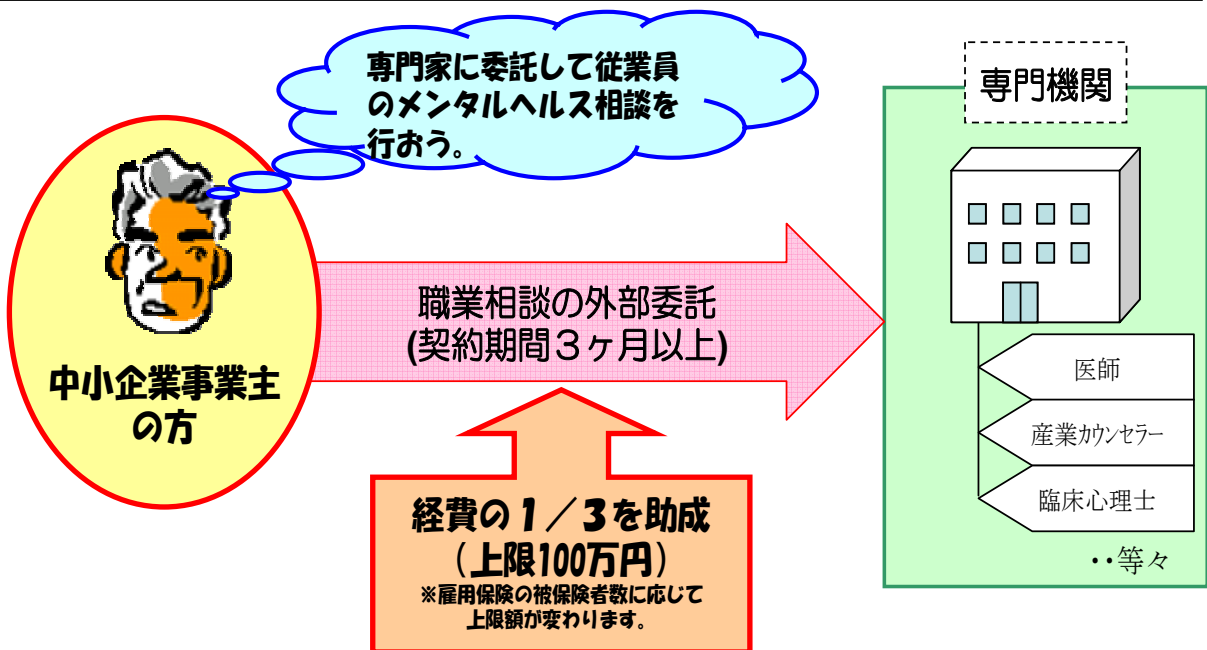 専門家に委託して従業員
のメンタルヘルス相談を
行おう。
中小企業事業主
の方
職業相談の外部委託
(契約期間３ヶ月以上)
経費の１／３を助成
（上限100万円）
※雇用保険の被保険者数に応じて
上限額が変わります。
専門機関
医師
産業ｶｳﾝｾﾗｰ
臨床心理士
・・等々